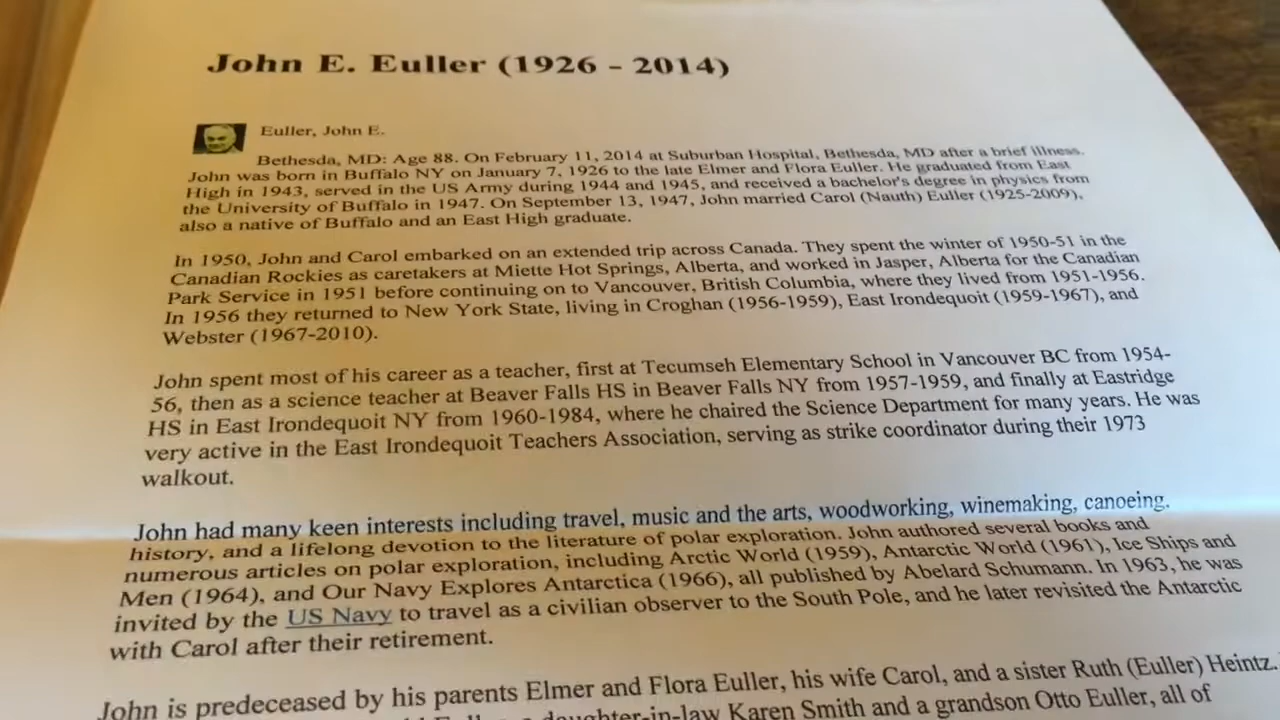 John E. Euller (1926 - 2014)
Euller, John E.
Bethesda, MD: Age 88. On February 11, 2014 at Suburban Hospital, Bethesda, MD after a brief illness.
John was born in Buffalo NY on January 7, 1926 to the late Elmer and Flora Euller. He graduated from East
High in 1943, served in the US Army during 1944 and 1945, and received a bachelor's degree in physics from
the University of Buffalo in 1947. On September 13, 1947, John married Carol (Nauth) Euller (1925-2009),
also a native of Buffalo and an East High graduate.
In 1950, John and Carol embarked on an extended trip across Canada. They spent the winter of 1950-51 in the
Canadian Rockies as caretakers at Miette Hot Springs, Alberta, and worked in Jasper, Alberta for the Canadian
Park Service in 1951 before continuing on to Vancouver, British Columbia, where they lived from 1951-1956.
In 1956 they returned to New York State, living in Croghan (1956-1959), East Irondequoit (1959-1967), and
Webster (1967-2010).
John spent most of his career as a teacher, first at Tecumseh Elementary School in Vancouver BC from 1954-
56, then as a science teacher at Beaver Falls HS in Beaver Falls NY from 1957-1959, and finally at Eastridge
HS in East Irondequoit NY from 1960-1984, where he chaired the Science Department for many years. He was
very active in the East Irondequoit Teachers Association, serving as strike coordinator during their 1973
walkout.
John had many keen interests including travel, music and the arts, woodworking, winemaking, canoeing.
history, and a lifelong devotion to the literature of polar exploration. John authored several books and
numerous articles on polar exploration, including Arctic World (1959), Antarctic World (1961), Ice Ships and
Men (1964), and Our Navy Explores Antarctica (1966), all published by Abelard Schumann. In 1963, he was
invited by the US Navy to travel as a civilian observer to the South Pole, and he later revisited the Antarctic
with Carol after their retirement.
John is predeceased by his parents Elmer and Flora Euller, his wife Carol, and a sister Ruth (Euller) Heintz.
daughter-in-law Karen Smith and a grandson Otto Euller, all of